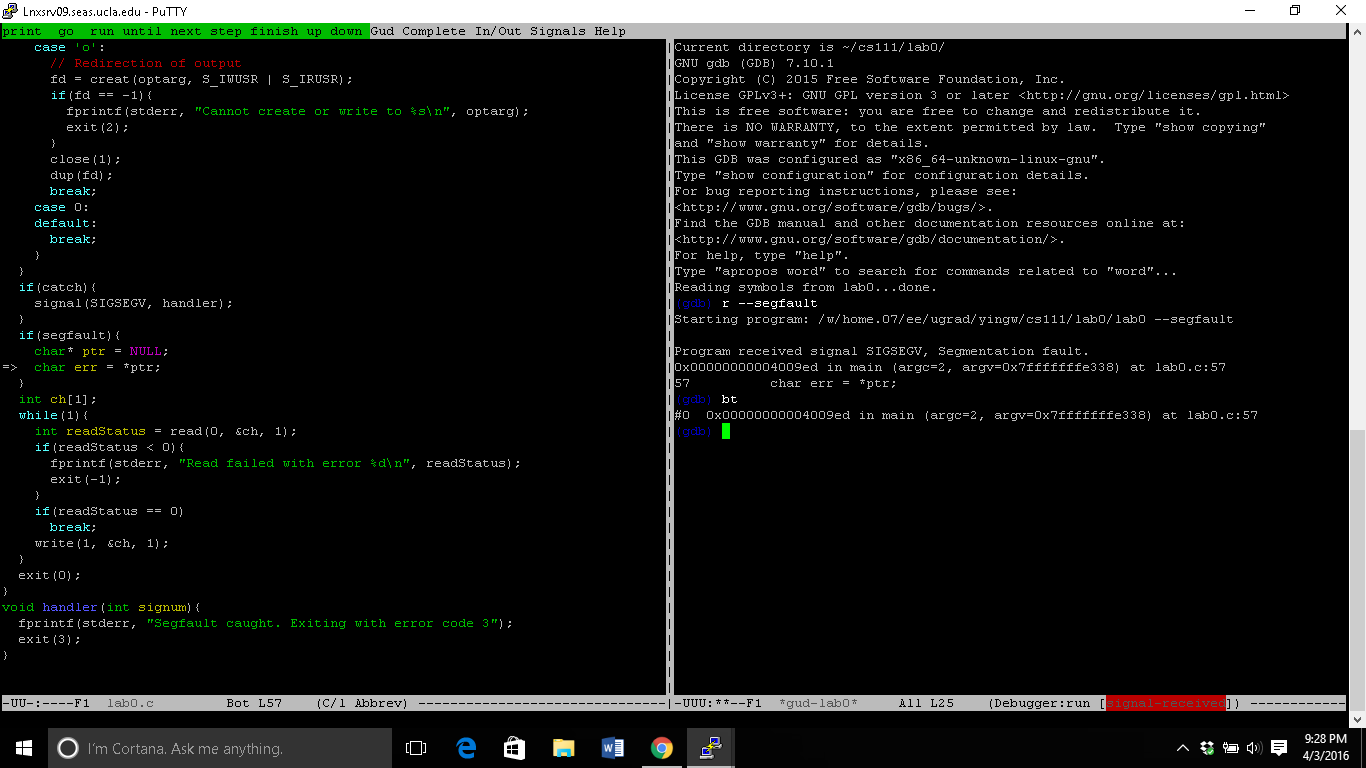 Lnxsrv09.seas.ucla.edu - PuTTY
print go run until next step finish up down Gud Complete In/Out Signals Help
    case 'o':
      // Redirection of output
      fd = creat(optarg, S_IWUSR | S_IRUSR);
      if(fd == -1){
        fprintf(stderr, "Cannot create or write to %s\n", optarg);
        exit(2);
      }
      close(1);
      dup(fd);
      break;
    case 0:
    default:
      break;
    }
  }
  if(catch){
    signal(SIGSEGV, handler);
  }
  if(segfault){
    char* ptr = NULL;
=>  char err = *ptr;
  }
  int ch[1];
  while(1){
    int readStatus = read(0, &ch, 1);
    if(readStatus < 0){
      fprintf(stderr, "Read failed with error %d\n", readStatus);
      exit(-1);
    }
    if(readStatus == 0)
      break;
    write(1, &ch, 1);
  }
  exit(0);
}
void handler(int signum){
  fprintf(stderr, "Segfault caught. Exiting with error code 3");
  exit(3);
}
-UU-:----F1  lab0.c         Bot L57    (C/l Abbrev) -------------------------------
Current directory is ~/cs111/lab0/
GNU gdb (GDB) 7.10.1
Copyright (C) 2015 Free Software Foundation, Inc.
License GPLv3+: GNU GPL version 3 or later <http://gnu.org/licenses/gpl.html>
This is free software: you are free to change and redistribute it.
There is NO WARRANTY, to the extent permitted by law.  Type "show copying"
and "show warranty" for details.
This GDB was configured as "x86_64-unknown-linux-gnu".
Type "show configuration" for configuration details.
For bug reporting instructions, please see:
<http://www.gnu.org/software/gdb/bugs/>.
Find the GDB manual and other documentation resources online at:
<http://www.gnu.org/software/gdb/documentation/>.
For help, type "help".
Type "apropos word" to search for commands related to "word"...
Reading symbols from lab0...done.
(gdb) r --segfault
Starting program: /w/home.07/ee/ugrad/yingw/cs111/lab0/lab0 --segfault
Program received signal SIGSEGV, Segmentation fault.
0x00000000004009ed in main (argc=2, argv=0x7fffffffe338) at lab0.c:57
57          char err = *ptr;
(gdb) bt
#0  0x00000000004009ed in main (argc=2, argv=0x7fffffffe338) at lab0.c:57
(gdb)
-UUU:**--F1  *gud-lab0*     All L25    (Debugger:run [signal-received]) ------------
I'm Cortana. Ask me anything.
9:28 PM
4/3/2016